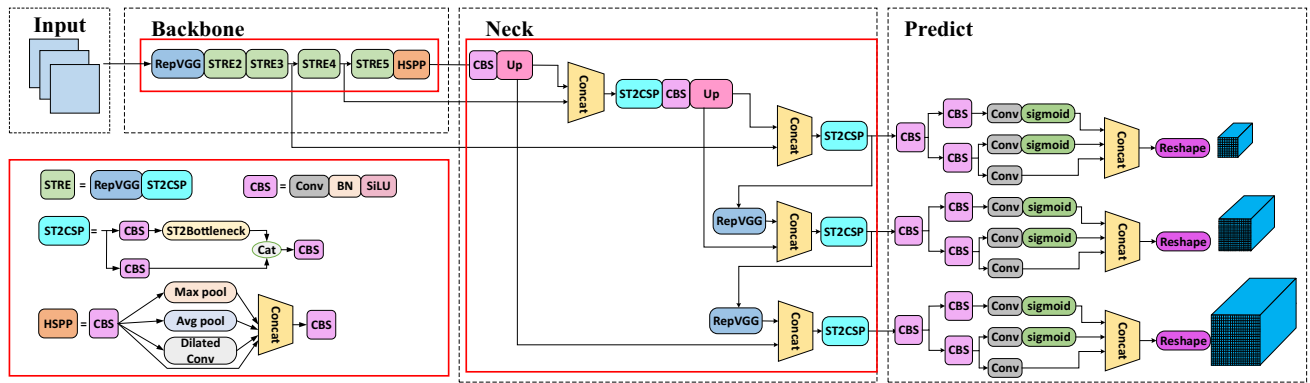 Input
Backbone
Neck
Predict
RepVGG STRE2 STRE3 STRE4 STRE5 HSPP
CBS Up
Concat
ST2CSP CBS Up
Concat
ST2CSP
RepVGG
Concat
ST2CSP
RepVGG
Concat
ST2CSP
CBS
CBS
Conv sigmoid
CBS
Conv sigmoid
Conv
Concat
Reshape
CBS
CBS
Conv sigmoid
CBS
Conv sigmoid
Conv
Concat
Reshape
CBS
CBS
Conv sigmoid
CBS
Conv sigmoid
Conv
Concat
Reshape
STRE = RepVGG ST2CSP
CBS = Conv BN SiLU
ST2CSP = CBS ST2Bottleneck
CBS
Cat
CBS
HSPP = CBS
Max pool
Avg pool
Dilated
Conv
Concat
CBS